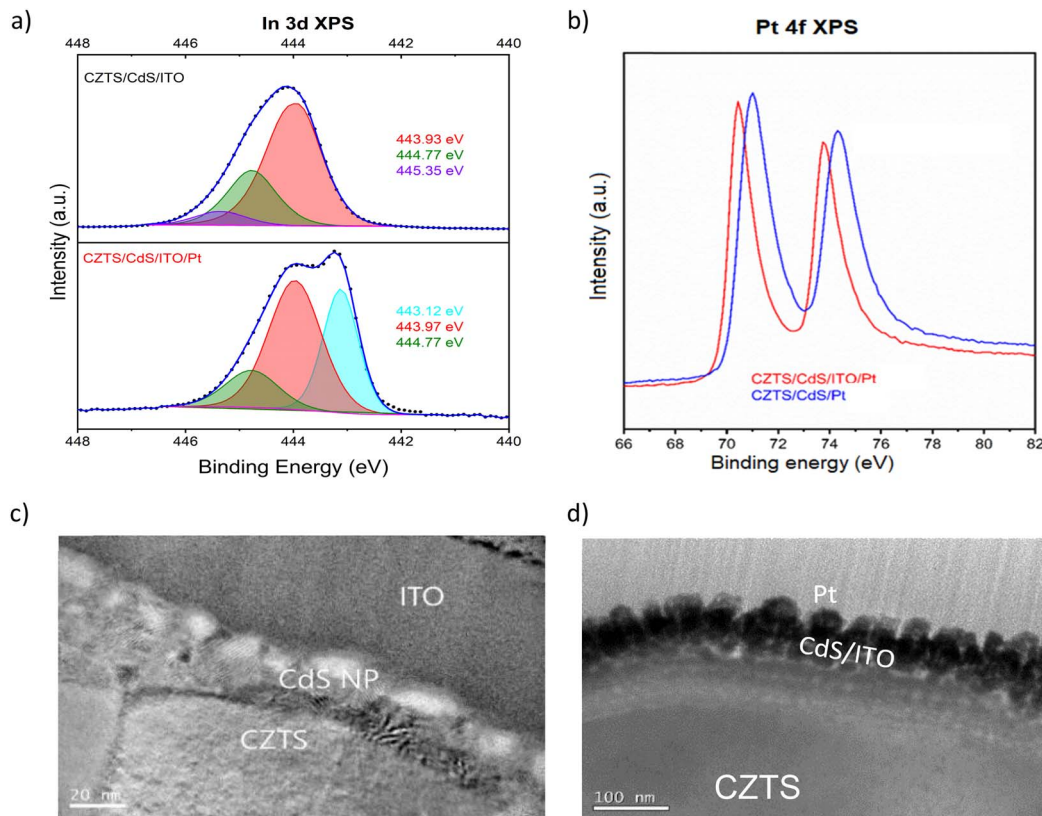 a)
In 3d XPS
448 446 444 442 440
CZTS/CdS/ITO
443.93 eV
444.77 eV
445.35 eV
CZTS/CdS/ITO/Pt
443.12 eV
443.97 eV
444.77 eV
Intensity (a.u.)
448 446 444 442 440
Binding Energy (eV)
b)
Pt 4f XPS
Intensity (a.u.)
CZTS/CdS/ITO/Pt
CZTS/CdS/Pt
66 68 70 72 74 76 78 80 82
Binding energy (eV)
c)
ITO
CdS NP
CZTS
20 nm
d)
Pt
CdS/ITO
CZTS
100 nm